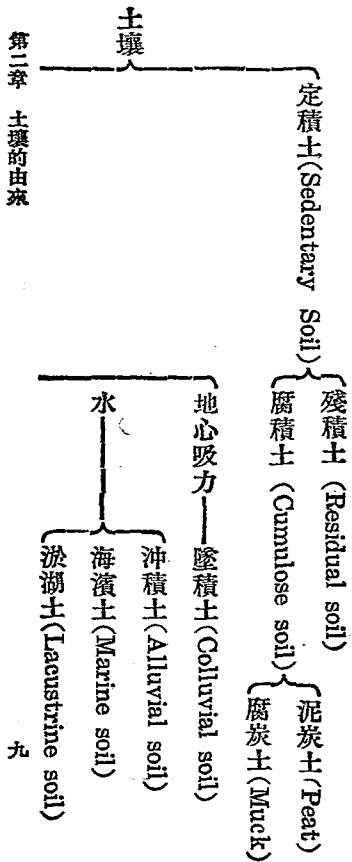 土壤
定積土(Sedentary Soil)
殘積土 (Residual soil)
腐積土 (Cumulose soil)
泥炭土(Peat)
腐炭土(Muck)
地心吸力
墜積土(Colluvial soil)
水
沖積土(Alluvial soil)
海濱土(Marine soil)
淤湖土(Lacustrine soil)
第二章 土壤的由來
九